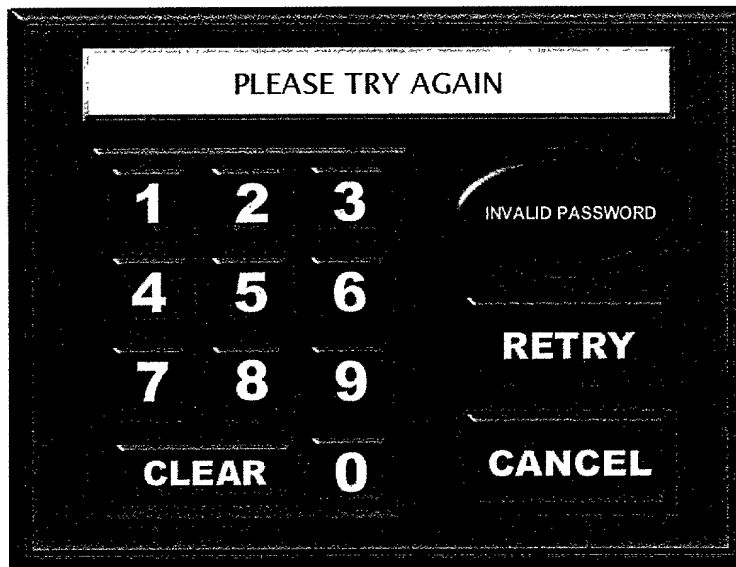 PLEASE TRY AGAIN
1 2 3
INVALID PASSWORD
4 5 6
RETRY
7 8 9
CLEAR 0
CANCEL